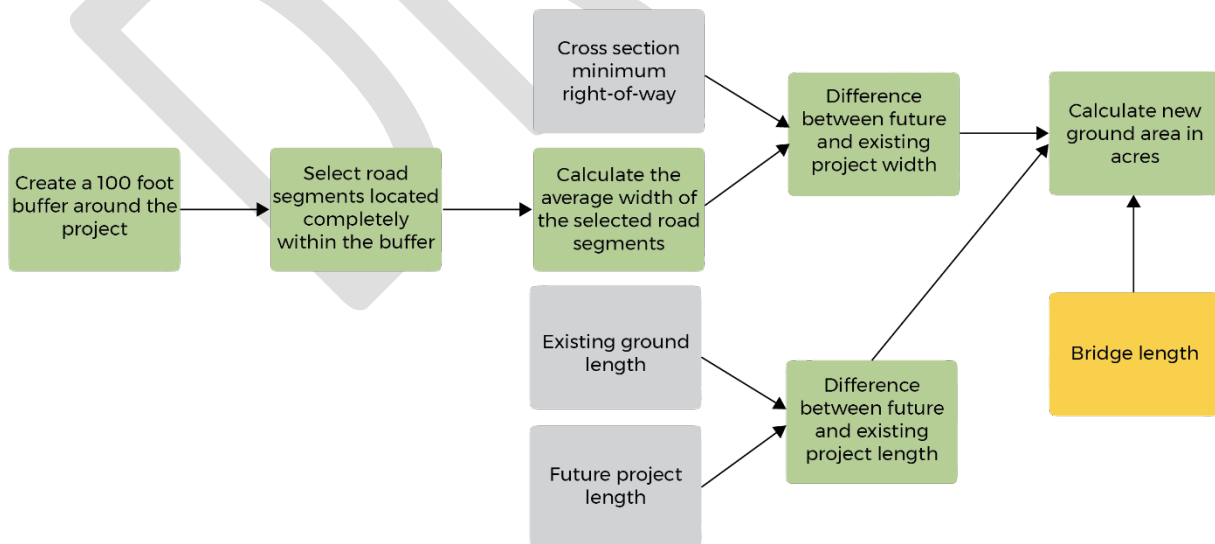 Cross section
minimum
right-of-way
Difference
between future
and existing
project width
Calculate new
ground area in
acres
Create a 100 foot
buffer around the
project
Select road
segments located
completely
within the buffer
Calculate the
average width of
the selected road
segments
Existing ground
length
Bridge length
Difference
between future
and existing
project length
Future project
length